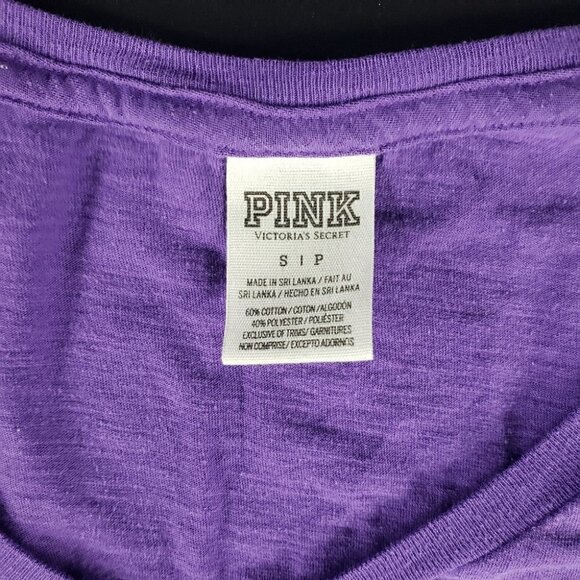 PINK
VICTORIA'S SECRET
S | P
MADE IN SRI LANKA / FAIT AU
SRI LANKA / HECHO EN SRI LANKA
60% COTTON / COTON /ALGODÓN
40% POLYESTER / POLIÉSTER
EXCLUSIVE OF TRIMS/ GARNITURES
NON COMPRISE/ EXCEPTO ADORNOS